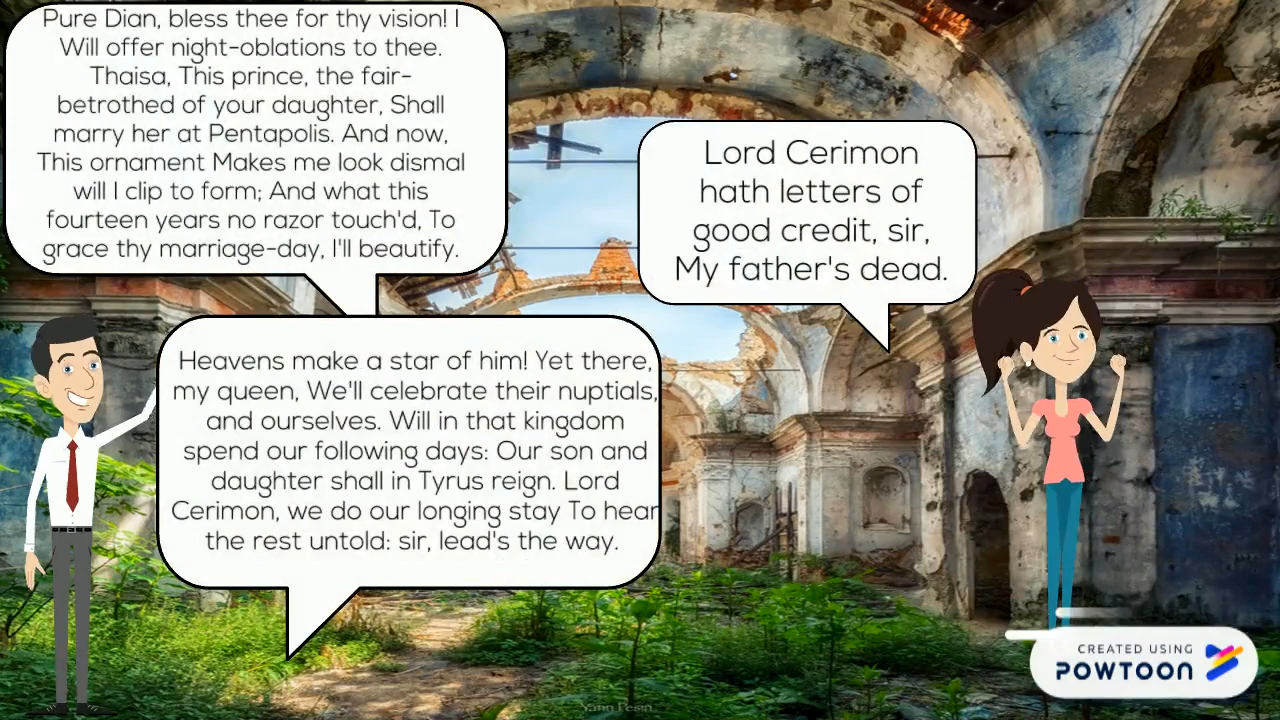 Pure Dian, bless thee for thy vision! I
Will offer night-oblations to thee.
Thaisa, This prince, the fair-
betrothed of your daughter, Shall
marry her at Pentapolis. And now,
This ornament Makes me look dismal
will I clip to form; And what this
fourteen years no razor touch'd, To
grace thy marriage-day, I'll beautify.
Lord Cerimon
hath letters of
good credit, sir,
My father's dead.
Heavens make a star of him! Yet there,
my queen, We'll celebrate their nuptials,
and ourselves. Will in that kingdom
spend our following days: Our son and
daughter shall in Tyrus reign. Lord
Cerimon, we do our longing stay To hear
the rest untold: sir, lead's the way.
CREATED USING
POWTOON
Yann Pesin